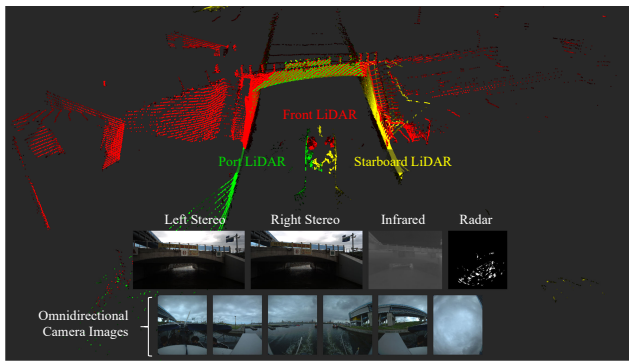 Front LiDAR
Port LiDAR
Starboard LiDAR
Left Stereo
Right Stereo
Infrared
Radar
Omnidirectional
Camera Images